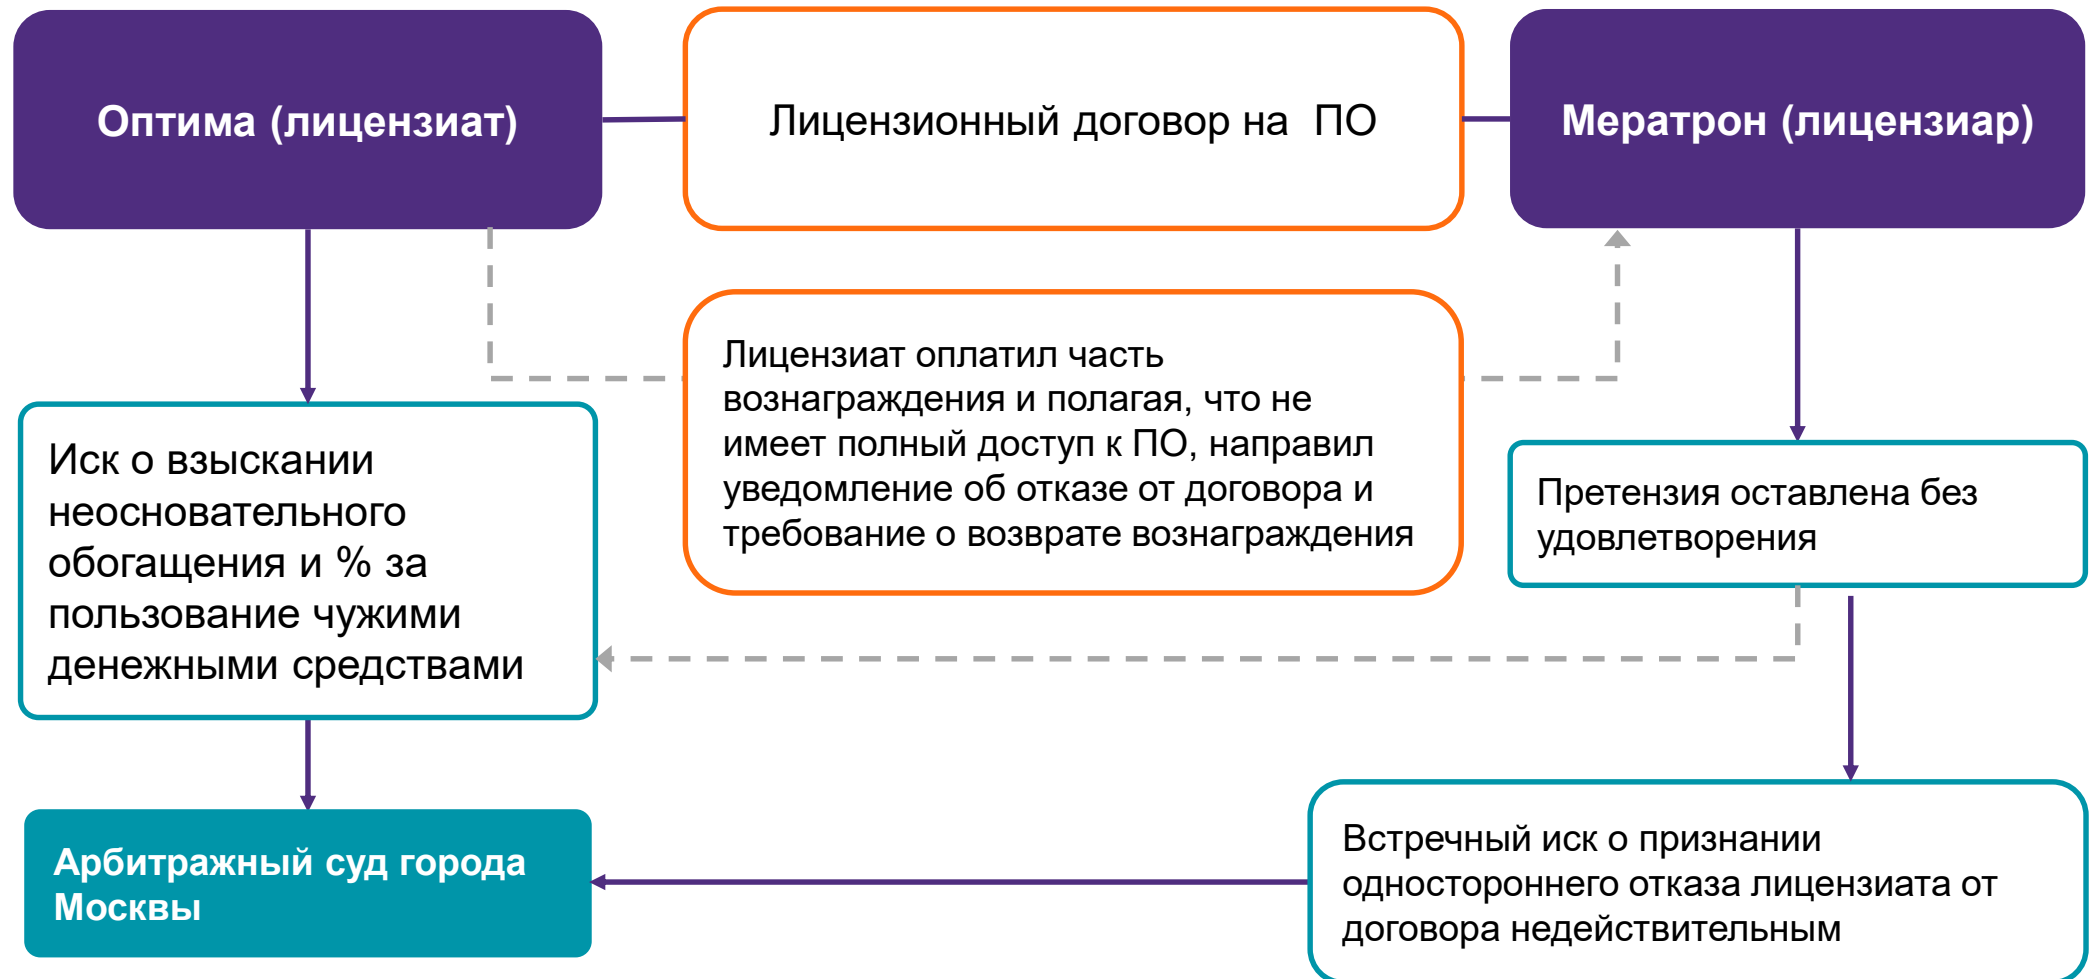 Оптима (лицензиат)
Лицензионный договор на  ПО
Мератрон (лицензиар)
Лицензиат оплатил часть
вознаграждения и полагая, что не
имеет полный доступ к ПО, направил
уведомление об отказе от договора и
требование о возврате вознаграждения
Иск о взыскании
неосновательного
обогащения и % за
пользование чужими
денежными средствами
Претензия оставлена без
удовлетворения
Арбитражный суд города
Москвы
Встречный иск о признании
одностороннего отказа лицензиата от
договора недействительным